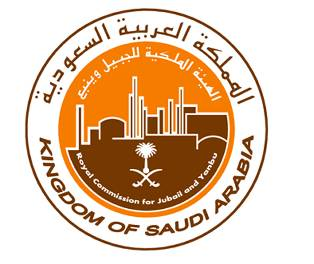 المملكة العربية السعودية
الهيئة الملكية للجبيل وينبع
Royal Commission for Jubail and Yanbu
KINGDOM OF SAUDI ARABIA